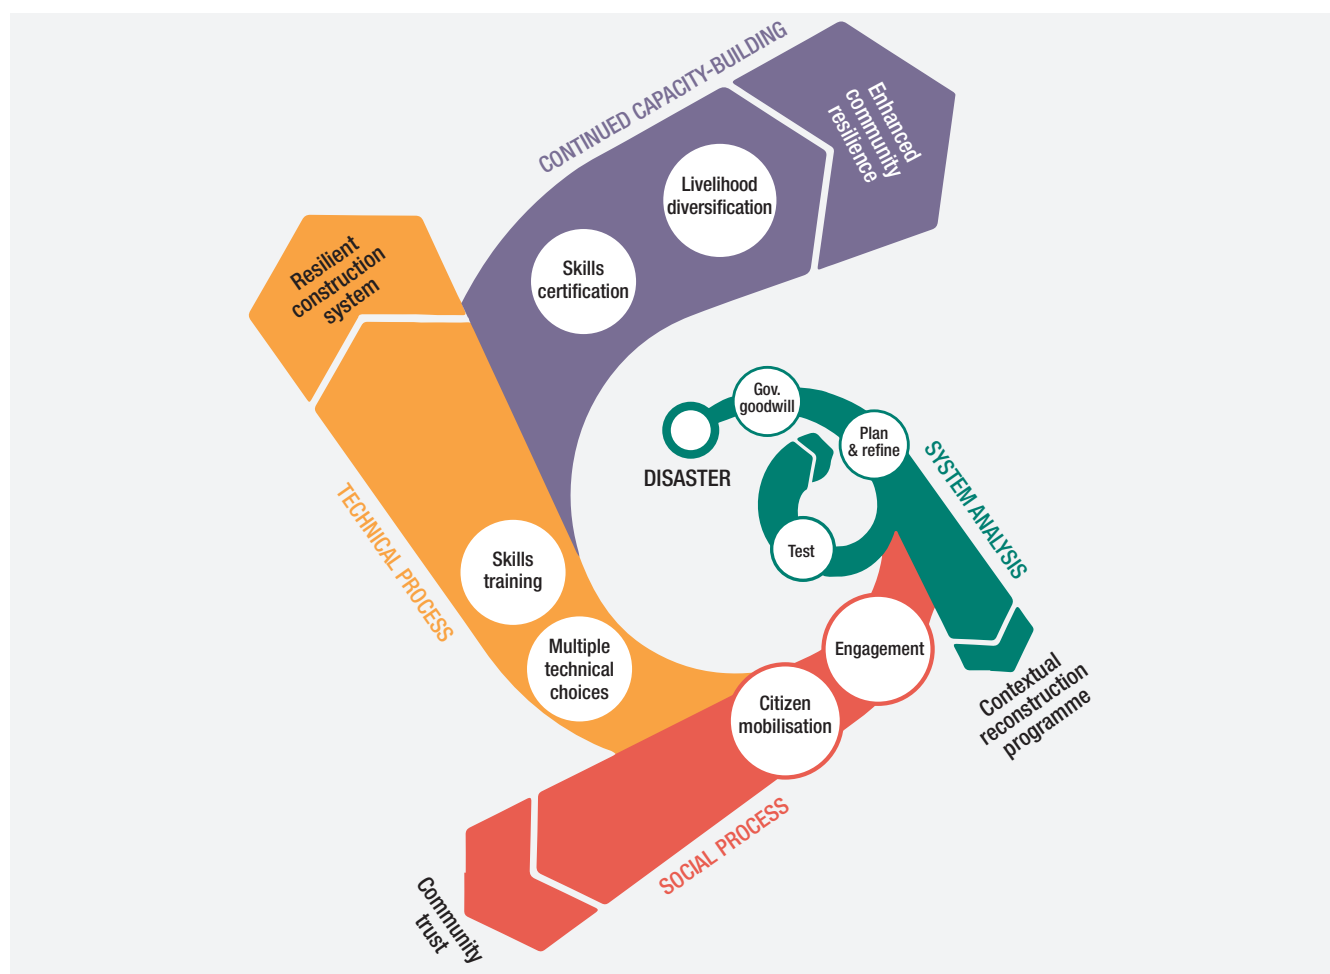 CONTINUED CAPACITY-BUILDING
Enhanced
community
resilience
Livelihood
diversification
Skills
certification
Resilient
construction
system
Gov.
goodwill
Plan
& refine
DISASTER
SYSTEM ANALYSIS
TECHNICAL PROCESS
Test
Skills
training
Multiple
technical
choices
Engagement
Citizen
mobilisation
Contextual
reconstruction
programme
SOCIAL PROCESS
Community
trust